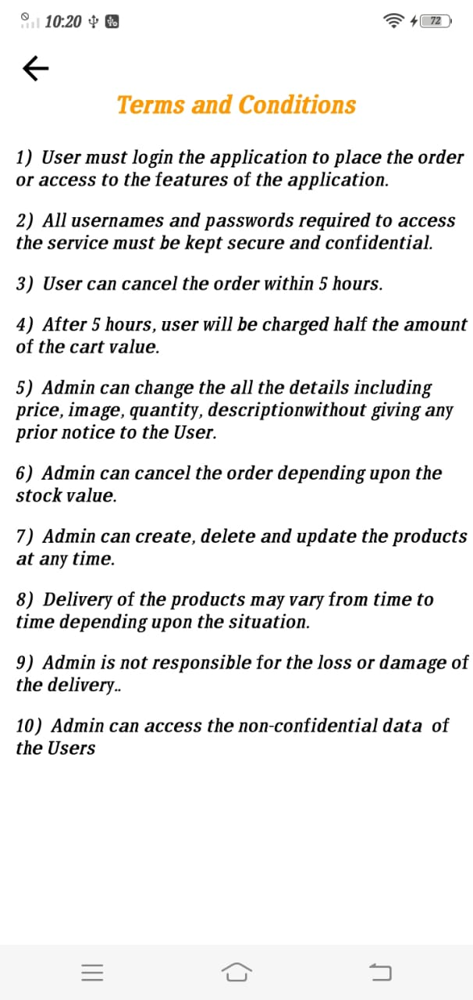 10:20
72
Terms and Conditions
1) User must login the application to place the order
or access to the features of the application.
2) All usernames and passwords required to access
the service must be kept secure and confidential.
3) User can cancel the order within 5 hours.
4) After 5 hours, user will be charged half the amount
of the cart value.
5) Admin can change the all the details including
price, image, quantity, descriptionwithout giving any
prior notice to the User.
6) Admin can cancel the order depending upon the
stock value.
7) Admin can create, delete and update the products
at any time.
8) Delivery of the products may vary from time to
time depending upon the situation.
9) Admin is not responsible for the loss or damage of
the delivery..
10) Admin can access the non-confidential data  of
the Users